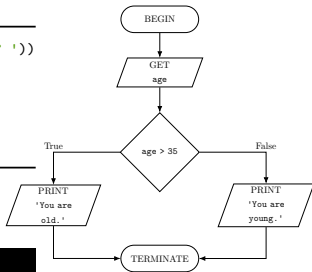 BEGIN
' '))
GET
age
age > 35
True
False
PRINT
'You are
old.'
PRINT
'You are
young.'
TERMINATE